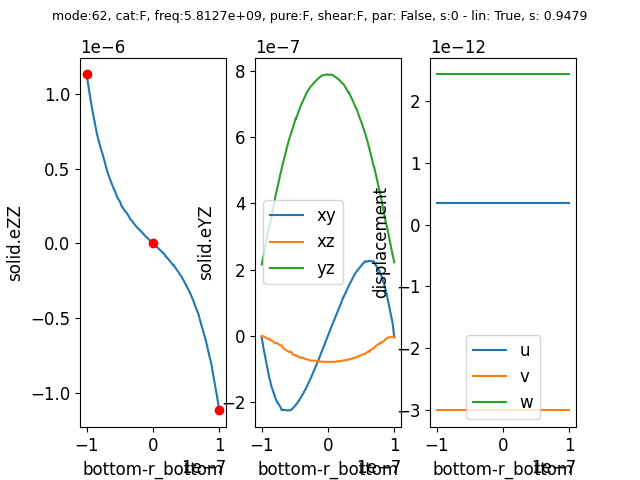 mode:62, cat:F, freq:5.8127e+09, pure:F, shear:F, par: False, s:0 - lin: True, s: 0.9479
1e−6
1e−7
1e−12
1.0
0.5
0.0
−0.5
−1.0
solid.eZZ
−1
0
1
1e−7
bottom-r_bottom
8
6
4
2
0
−2
solid.eYZ
xy
xz
yz
−1
0
1
1e−7
bottom-r_bottom
2
1
0
−1
−2
−3
displacement
u
v
w
−1
0
1
1e−7
bottom-r_bottom